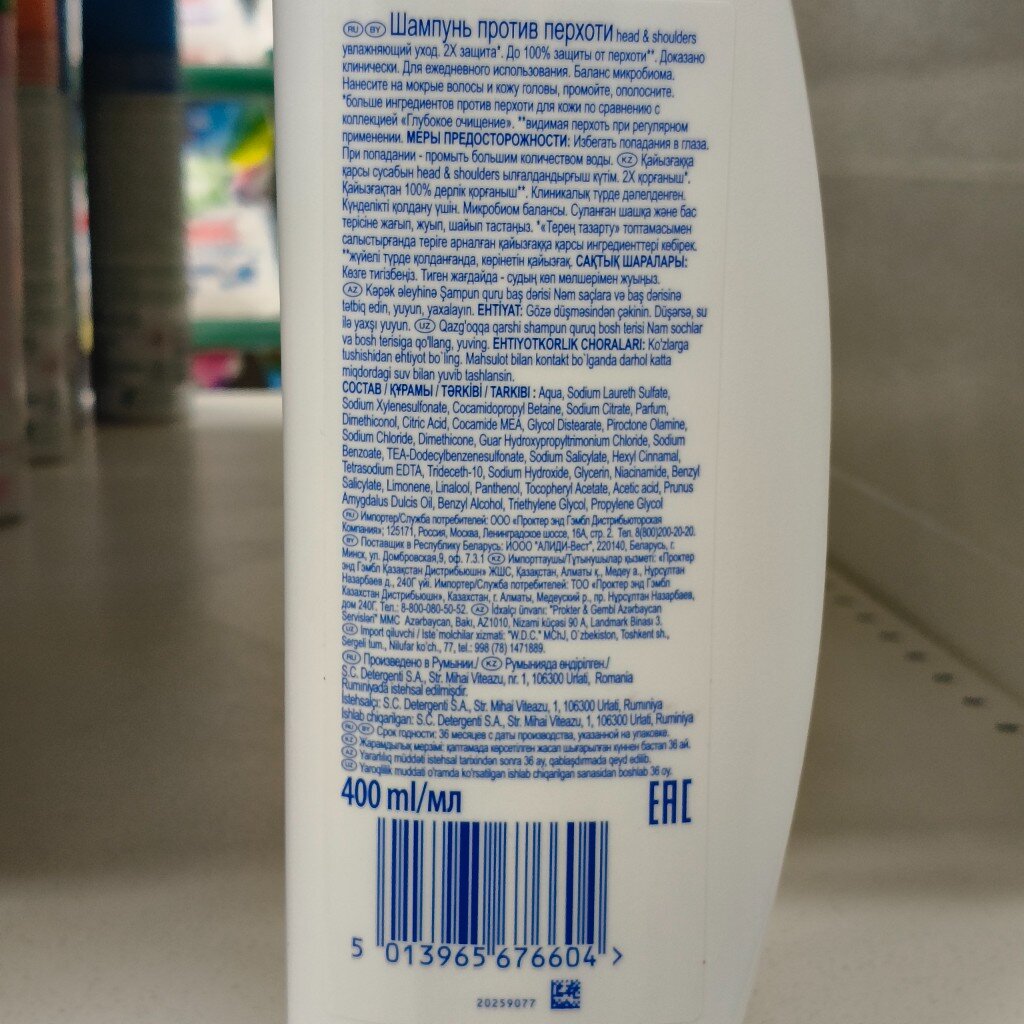 RU BY Шампунь против перхоти head & shoulders
увлажняющий уход. 2X защита*. До 100% защиты от перхоти**. Доказано
клинически. Для ежедневного использования. Баланс микробиома.
Нанесите на мокрые волосы и кожу головы, промойте, ополосните.
*больше ингредиентов против перхоти для кожи по сравнению с
коллекцией «Глубокое очищение». **видимая перхоть при регулярном
применении. МЕРЫ ПРЕДОСТОРОЖНОСТИ: Избегать попадания в глаза.
При попадании - промыть большим количеством воды. KZ Қайызғаққа
қарсы сусабын head & shoulders ылғалдандырғыш күтім. 2X қорғаныш*.
Қайызғақтан 100% дерлік қорғаныш**. Клиникалық түрде дәлелденген.
Күнделікті қолдану үшін. Микробиом балансы. Суланған шашқа және бас
терісіне жағып, жуып, шайып тастаңыз. *«Терең тазарту» топтамасымен
салыстырғанда теріге арналған қайызғаққа қарсы ингредиенттері көбірек.
**жүйелі түрде қолданғанда, көрінетін қайызғақ. САҚТЫҚ ШАРАЛАРЫ:
Көзге тигізбеңіз. Тиген жағдайда - судың көп мөлшерімен жуыңыз.
AZ Kəpək əleyhinə Şampun quru baş dərisi Nəm saçlara və baş dərisinə
tətbiq edin, yuyun, yaxalayın. EHTİYAT: Gözə düşməsindən çəkinin. Düşərsə, su
ilə yaxşı yuyun. UZ Qazg'oqqa qarshi shampun quruq bosh terisi Nam sochlar
va bosh terisiga qo'llang, yuving. EHTIYOTKORLIK CHORALARI: Ko'zlarga
tushishidan ehtiyot bo`ling. Mahsulot bilan kontakt bo`lganda darhol katta
miqdordagi suv bilan yuvib tashlansin.
СОСТАВ / ҚҰРАМЫ / TƏRKİBİ / TARKIBI : Aqua, Sodium Laureth Sulfate,
Sodium Xylenesulfonate, Cocamidopropyl Betaine, Sodium Citrate, Parfum,
Dimethiconol, Citric Acid, Cocamide MEA, Glycol Distearate, Piroctone Olamine,
Sodium Chloride, Dimethicone, Guar Hydroxypropyltrimonium Chloride, Sodium
Benzoate, TEA-Dodecylbenzenesulfonate, Sodium Salicylate, Hexyl Cinnamal,
Tetrasodium EDTA, Trideceth-10, Sodium Hydroxide, Glycerin, Niacinamide, Benzyl
Salicylate, Limonene, Linalool, Panthenol, Tocopheryl Acetate, Acetic acid, Prunus
Amygdalus Dulcis Oil, Benzyl Alcohol, Triethylene Glycol, Propylene Glycol
RU Импортер/Служба потребителей: ООО «Проктер энд Гэмбл Дистрибьюторская
Компания»; 125171, Россия, Москва, Ленинградское шоссе, 16А, стр. 2. Тел. 8(800)200-20-20.
BY Поставщик в Республику Беларусь: ИООО "АЛИДИ-Вест", 220140, Беларусь, г.
Минск, ул. Домбровская,9, оф. 7.3.1 KZ Импорттаушы/Тұтынушылар қызметі: «Проктер
энд Гэмбл Қазақстан Дистрибьюшн» ЖШС, Қазақстан, Алматы қ., Медеу а., Нұрсұлтан
Назарбаев д., 240Г үйі. Импортер/Служба потребителей: ТОО «Проктер энд Гэмбл
Казахстан Дистрибьюшн», Казахстан, г. Алматы, Медеуский р., пр. Нұрсұлтан Назарбаев,
дом 240Г. Тел.: 8-800-080-50-52. AZ İdxalçı ünvanı: "Prokter & Gembl Azərbaycan
Servisləri" MMC Azərbaycan, Bakı, AZ1010, Nizami küçəsi 90 A, Landmark Binası 3.
UZ Import qiluvchi / Iste`molchilar xizmati: "W.D.C." MChJ, O`zbekiston, Toshkent sh.,
Sergeli tum., Nilufar ko'ch., 77, tel.: 998 (78) 1471889.
RU Произведено в Румынии./ KZ Румынияда өндірілген./
S.C. Detergenti S.A., Str. Mihai Viteazu, nr. 1, 106300 Urlati, Romania
Rumıniyada istehsal edilmişdir.
Istehsalçı: S.C. Detergenti S.A., Str. Mihai Viteazu, 1, 106300 Urlati, Rumıniya
Ishlab chiqarilgan: S.C. Detergenti S.A., Str. Mihai Viteazu, 1, 106300 Urlati, Ruminiya
RU BY Срок годности: 36 месяцев с даты производства, указанной на упаковке.
KZ Жарамдылық мерзімі: қаптамада көрсетілген жасап шығарылған күннен бастап 36 ай.
AZ Yararlılıq müddəti istehsal tarixindən sonra 36 ay, qablaşdırmada qeyd edilib.
UZ Yaroqlilik muddati o'ramda ko'rsatilgan ishlab chiqarilgan sanasidan boshlab 36 oy.
400 ml/мл EAC
5 013965 676604 >
20259077